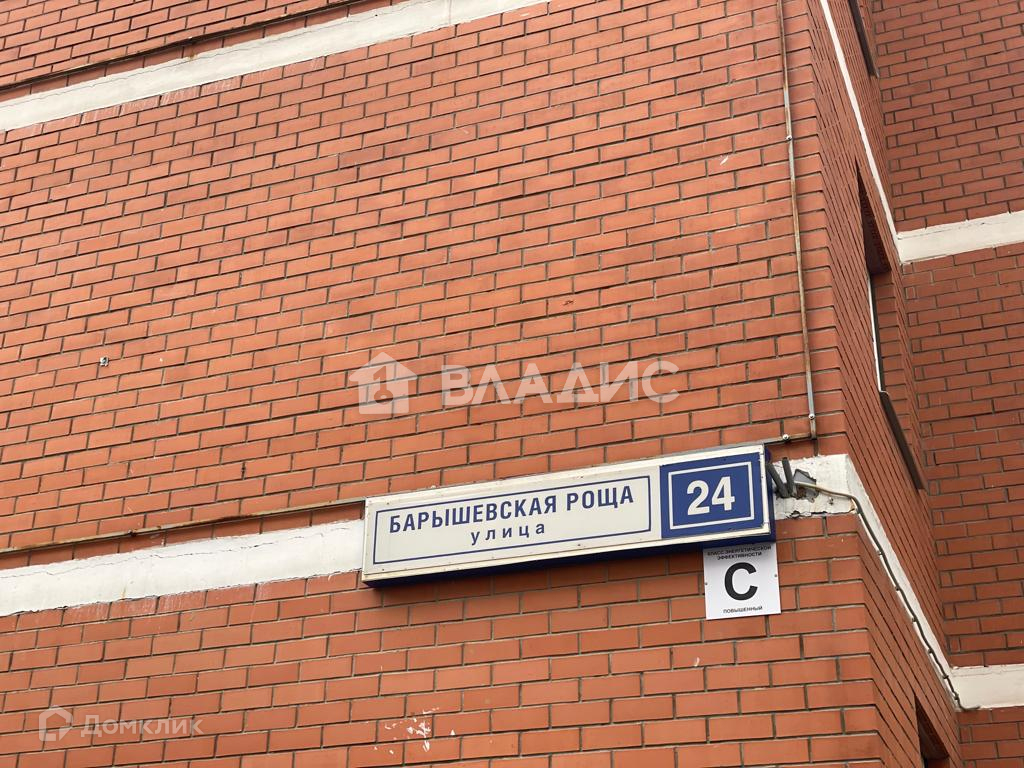 ВЛАДИС
БАРЫШЕВСКАЯ РОЩА
улица
24
КЛАСС ЭНЕРГЕТИЧЕСКОЙ
ЭФФЕКТИВНОСТИ
C
ПОВЫШЕННЫЙ
Домклик